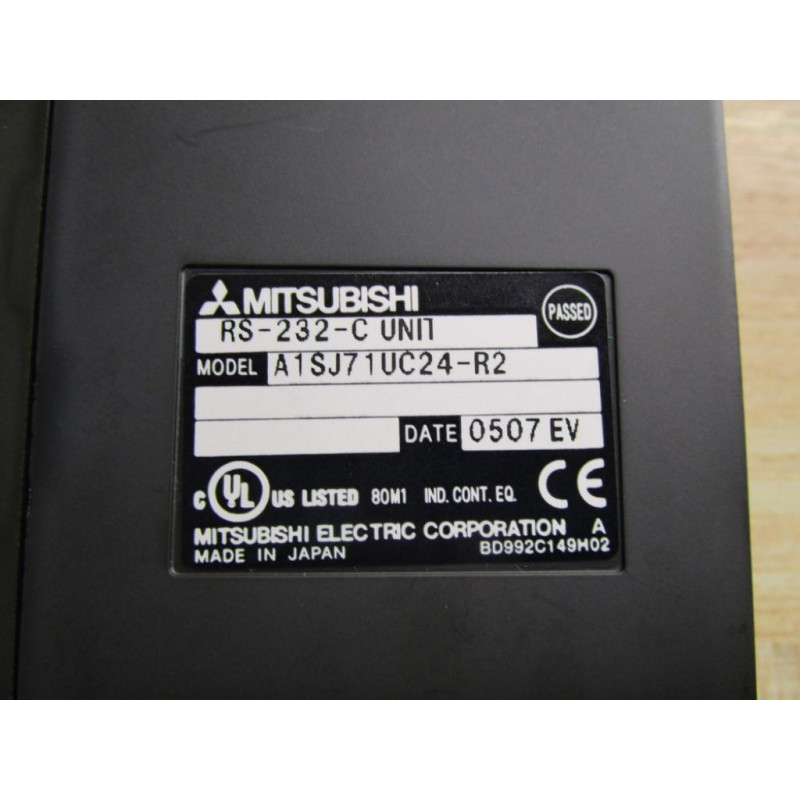 MITSUBISHI
PASSED
RS-232-C UNIT
MODEL A1SJ71UC24-R2
DATE 0507 EV
C UL US LISTED 80M1 IND. CONT. EQ. CE
MITSUBISHI ELECTRIC CORPORATION A
MADE IN JAPAN BD992C149H02